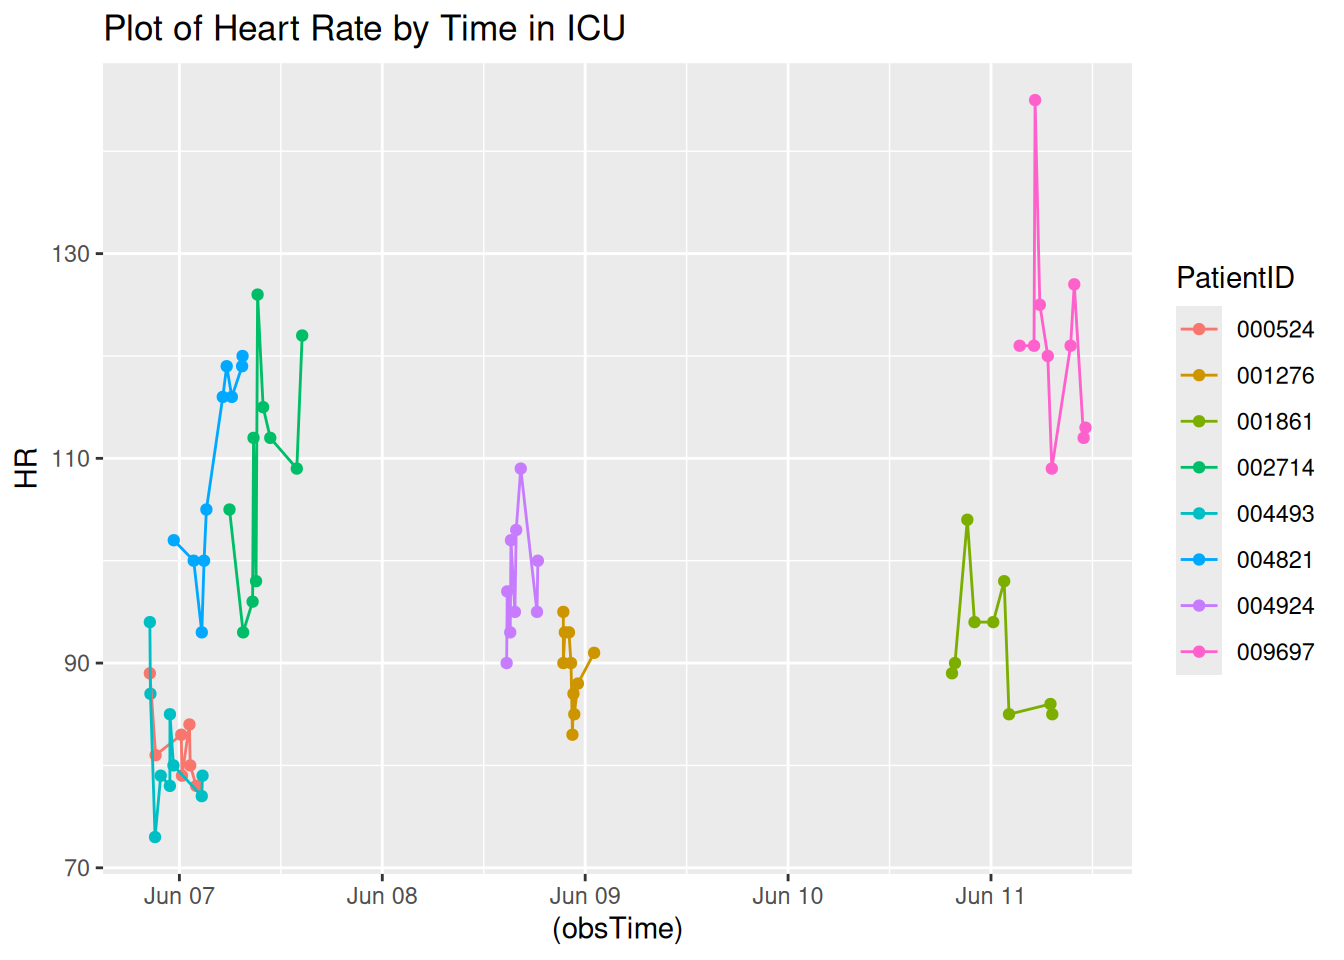 Plot of Heart Rate by Time in ICU
HR
130
110
90
70
Jun 07
Jun 08
Jun 09
Jun 10
Jun 11
(obsTime)
PatientID
000524
001276
001861
002714
004493
004821
004924
009697